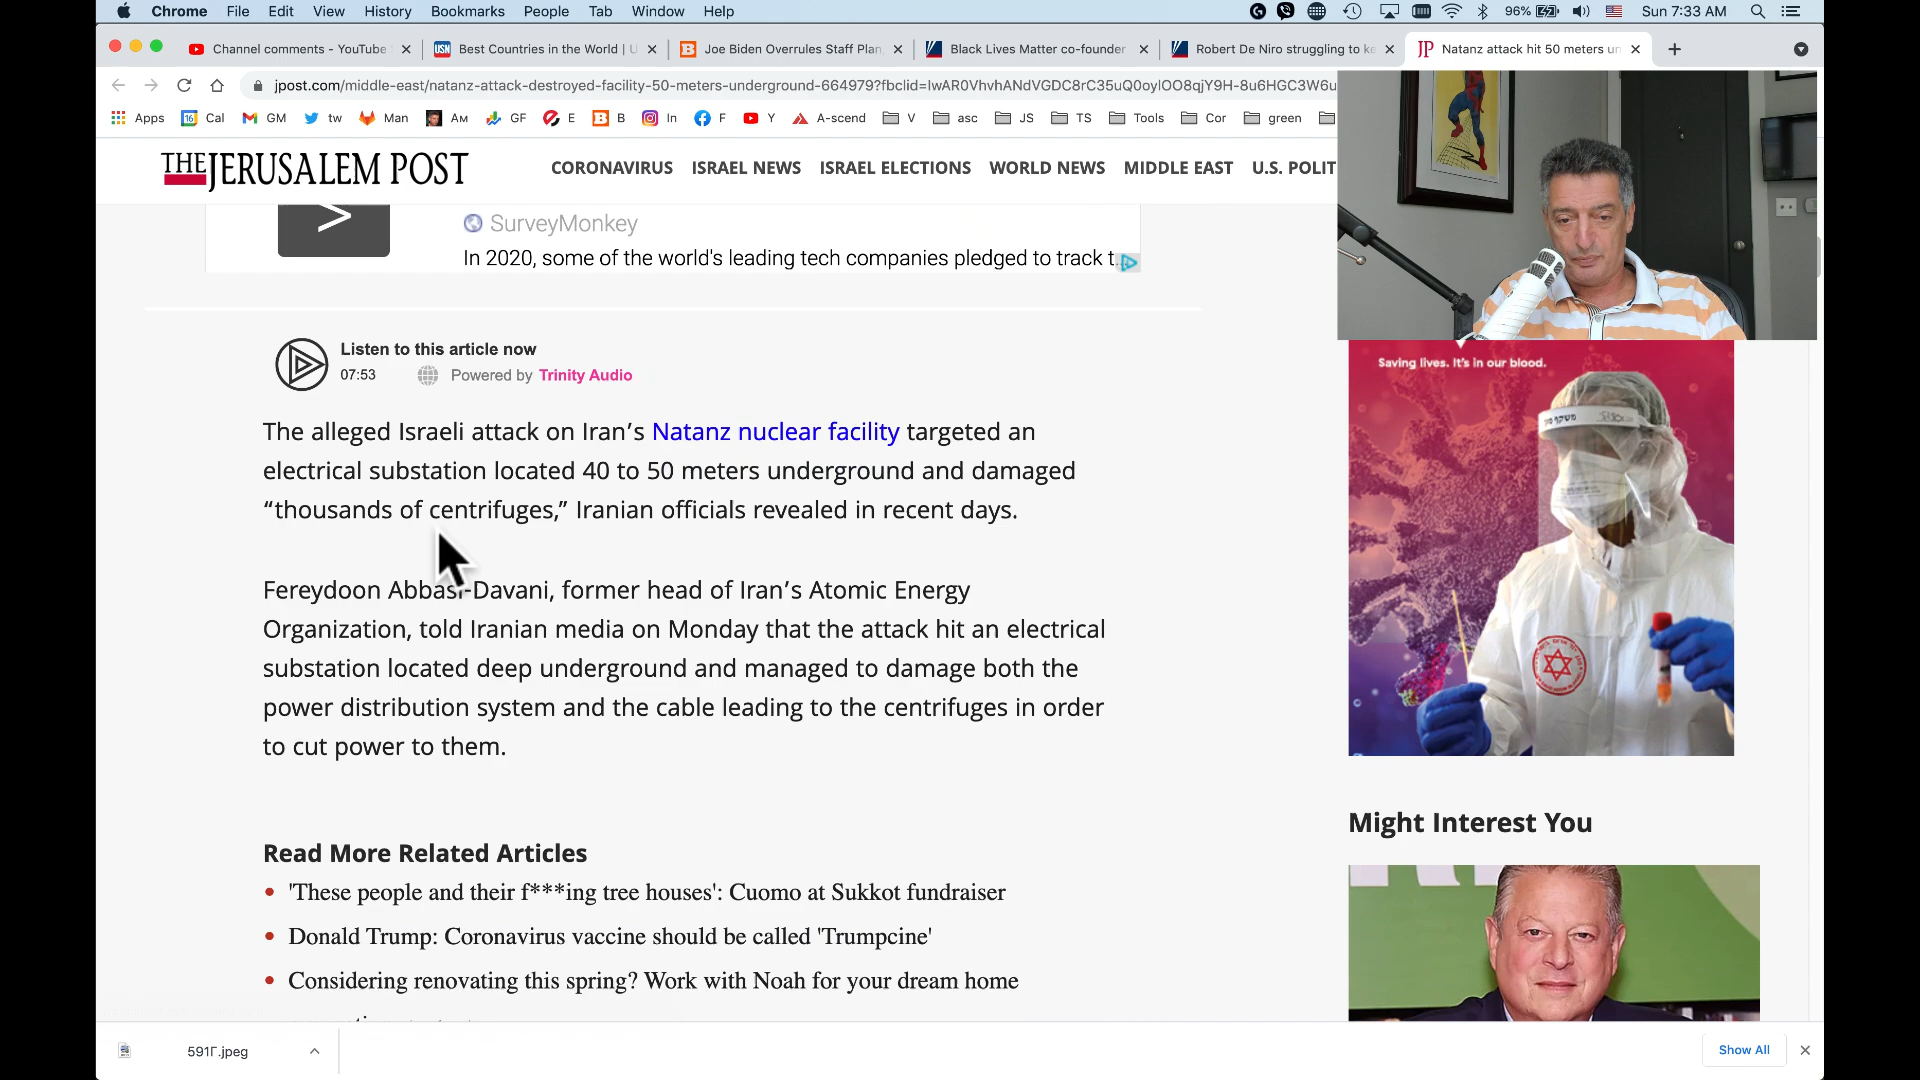 Chrome File Edit View History Bookmarks People Tab Window Help 96% Sun 7:33 AM
Channel comments - YouTube Best Countries in the World | U Joe Biden Overrules Staff Plan, Black Lives Matter co-founder Robert De Niro struggling to ke Natanz attack hit 50 meters un
jpost.com/middle-east/natanz-attack-destroyed-facility-50-meters-underground-664979?fbclid=IwAR0VhvhANdVGDC8rC35uQ0oylOO8qjY9H-8u6HGC3W6u
Apps Cal GM tw Man Ам GF E B In F Y A-scend V asc JS TS Tools Cor green
THE JERUSALEM POST
CORONAVIRUS ISRAEL NEWS ISRAEL ELECTIONS WORLD NEWS MIDDLE EAST U.S. POLIT
SurveyMonkey
In 2020, some of the world's leading tech companies pledged to track t.
Listen to this article now
07:53 Powered by Trinity Audio
The alleged Israeli attack on Iran’s Natanz nuclear facility targeted an
electrical substation located 40 to 50 meters underground and damaged
“thousands of centrifuges,” Iranian officials revealed in recent days.
Fereydoon Abbasi-Davani, former head of Iran’s Atomic Energy
Organization, told Iranian media on Monday that the attack hit an electrical
substation located deep underground and managed to damage both the
power distribution system and the cable leading to the centrifuges in order
to cut power to them.
Read More Related Articles
'These people and their f***ing tree houses': Cuomo at Sukkot fundraiser
Donald Trump: Coronavirus vaccine should be called 'Trumpcine'
Considering renovating this spring? Work with Noah for your dream home
Saving lives. It's in our blood.
Might Interest You
591Г.jpeg
Show All